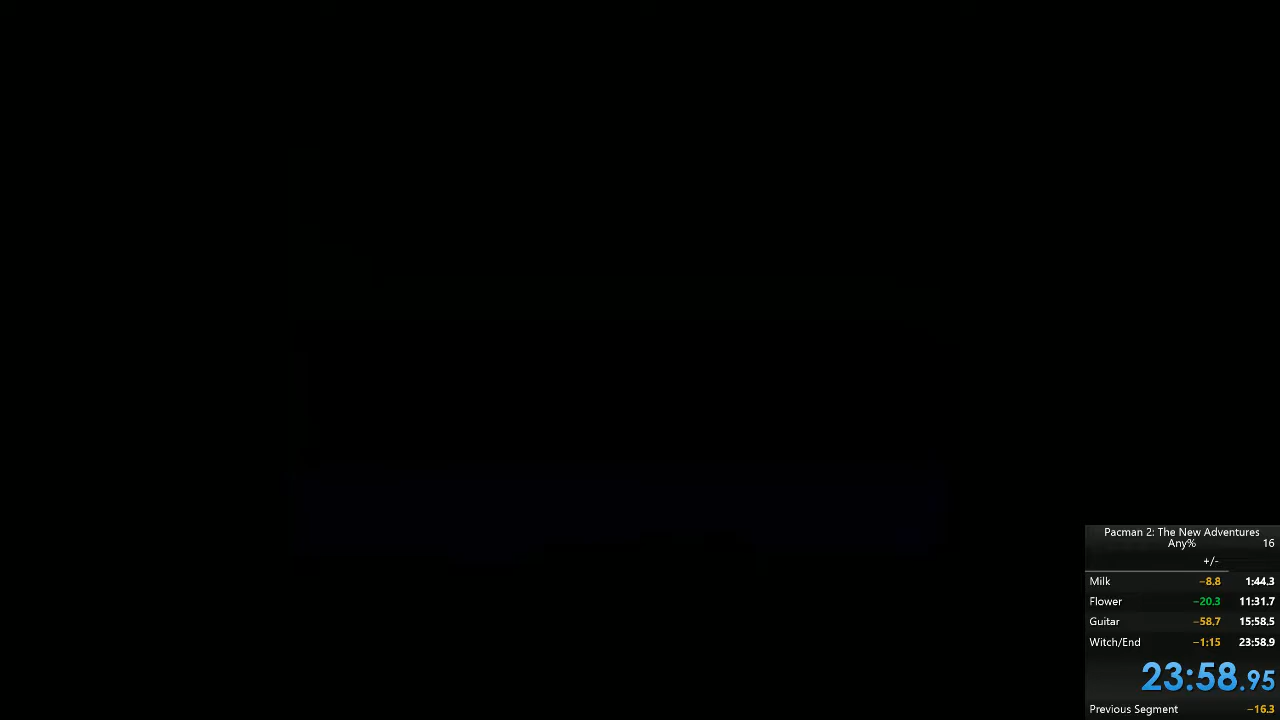 Pacman 2: The New Adventures
Any% 16
+/-
Milk −8.8 1:44.3
Flower −20.3 11:31.7
Guitar −58.7 15:58.5
Witch/End −1:15 23:58.9
23:58.95
Previous Segment −16.3